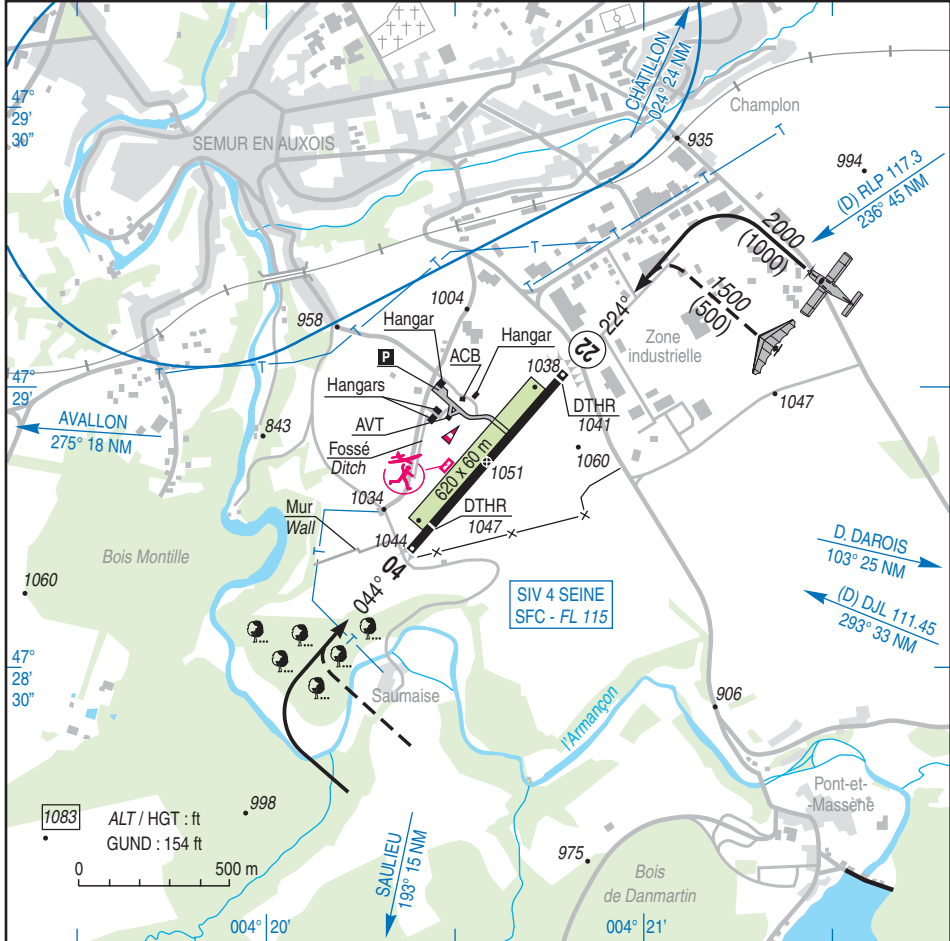 CHÂTILLON
024° 24 NM
47°
29'
30"
SEMUR EN AUXOIS
Champlon
935
994
(D) RLP 117.3
236° 45 NM
T
T
T
T
T
2000
(1000)
1500
(500)
1004
224°
22
958
Hangar
Hangar
ACB
P
Zone
industrielle
T
T
1038
47°
29'
Hangars
DTHR
1041
1047
AVALLON
275° 18 NM
AVT
843
Fossé
Ditch
620 x 60 m
1051
1060
1034
Mur
Wall
DTHR
1047
1044
T
Bois Montille
04
044°
D. DAROIS
103° 25 NM
1060
SIV 4 SEINE
SFC - FL 115
(D) DJL 111.45
293° 33 NM
T
47°
28'
30"
Saumaise
l'Armançon
906
Pont-et-
-Massène
998
1083
ALT / HGT : ft
GUND : 154 ft
0
500 m
SAULIEU
193° 15 NM
975
Bois
de Danmartin
004° 20'
004° 21'